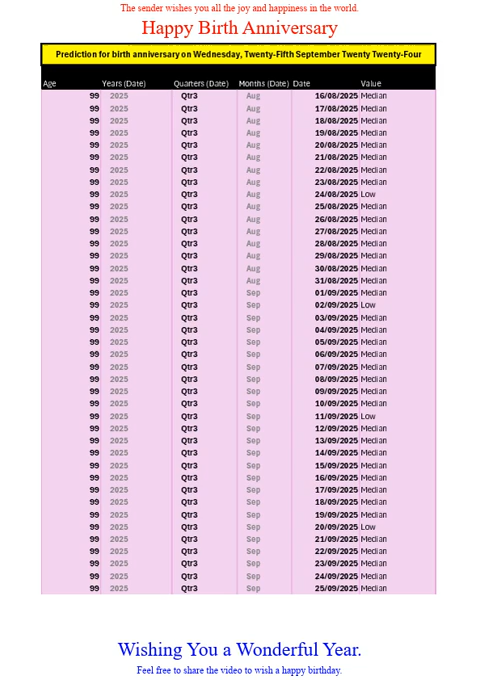 The sender wishes you all the joy and happiness in the world.
Happy Birth Anniversary
Prediction for birth anniversary on Wednesday, Twenty-Fifth September Twenty Twenty-Four
Age Years (Date) Quarters (Date) Months (Date) Date Value
99 2025 Qtr3 Aug 16/08/2025 Median
99 2025 Qtr3 Aug 17/08/2025 Median
99 2025 Qtr3 Aug 18/08/2025 Median
99 2025 Qtr3 Aug 19/08/2025 Median
99 2025 Qtr3 Aug 20/08/2025 Median
99 2025 Qtr3 Aug 21/08/2025 Median
99 2025 Qtr3 Aug 22/08/2025 Median
99 2025 Qtr3 Aug 23/08/2025 Median
99 2025 Qtr3 Aug 24/08/2025 Low
99 2025 Qtr3 Aug 25/08/2025 Median
99 2025 Qtr3 Aug 26/08/2025 Median
99 2025 Qtr3 Aug 27/08/2025 Median
99 2025 Qtr3 Aug 28/08/2025 Median
99 2025 Qtr3 Aug 29/08/2025 Median
99 2025 Qtr3 Aug 30/08/2025 Median
99 2025 Qtr3 Aug 31/08/2025 Median
99 2025 Qtr3 Sep 01/09/2025 Median
99 2025 Qtr3 Sep 02/09/2025 Low
99 2025 Qtr3 Sep 03/09/2025 Median
99 2025 Qtr3 Sep 04/09/2025 Median
99 2025 Qtr3 Sep 05/09/2025 Median
99 2025 Qtr3 Sep 06/09/2025 Median
99 2025 Qtr3 Sep 07/09/2025 Median
99 2025 Qtr3 Sep 08/09/2025 Median
99 2025 Qtr3 Sep 09/09/2025 Median
99 2025 Qtr3 Sep 10/09/2025 Median
99 2025 Qtr3 Sep 11/09/2025 Low
99 2025 Qtr3 Sep 12/09/2025 Median
99 2025 Qtr3 Sep 13/09/2025 Median
99 2025 Qtr3 Sep 14/09/2025 Median
99 2025 Qtr3 Sep 15/09/2025 Median
99 2025 Qtr3 Sep 16/09/2025 Median
99 2025 Qtr3 Sep 17/09/2025 Median
99 2025 Qtr3 Sep 18/09/2025 Median
99 2025 Qtr3 Sep 19/09/2025 Median
99 2025 Qtr3 Sep 20/09/2025 Low
99 2025 Qtr3 Sep 21/09/2025 Median
99 2025 Qtr3 Sep 22/09/2025 Median
99 2025 Qtr3 Sep 23/09/2025 Median
99 2025 Qtr3 Sep 24/09/2025 Median
99 2025 Qtr3 Sep 25/09/2025 Median
Wishing You a Wonderful Year.
Feel free to share the video to wish a happy birthday.